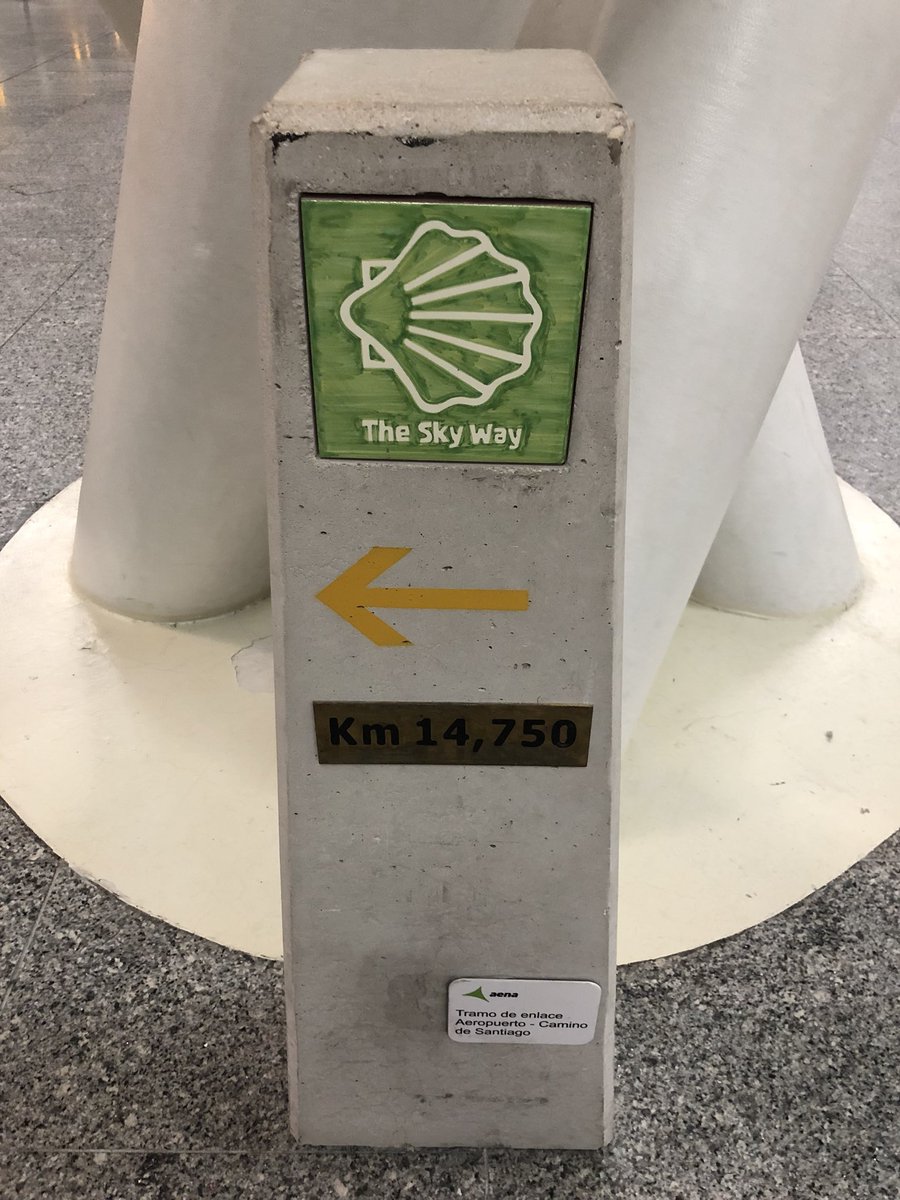 The Sky Way
Km 14,750
aena
Tramo de enlace
Aeropuerto - Camino
de Santiago